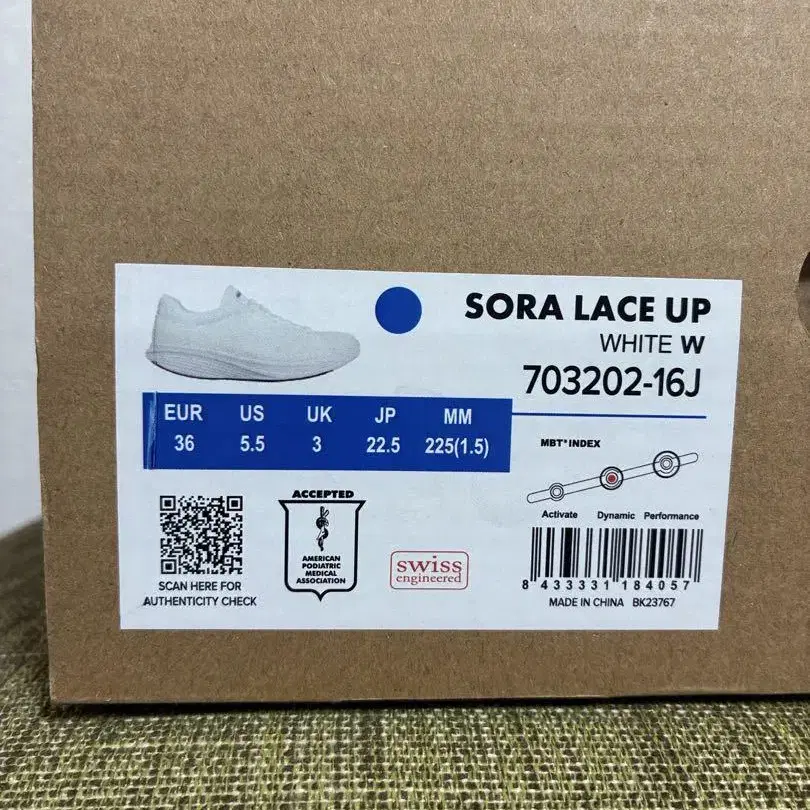 SORA LACE UP
WHITE W
703202-16J
EUR US UK JP MM
36 5.5 3 22.5 225(1.5)
MBT® INDEX
Activate Dynamic Performance
SCAN HERE FOR
AUTHENTICITY CHECK
ACCEPTED
AMERICAN
PODIATRIC
MEDICAL
ASSOCIATION
swiss
engineered
8 433331 184057
MADE IN CHINA BK23767